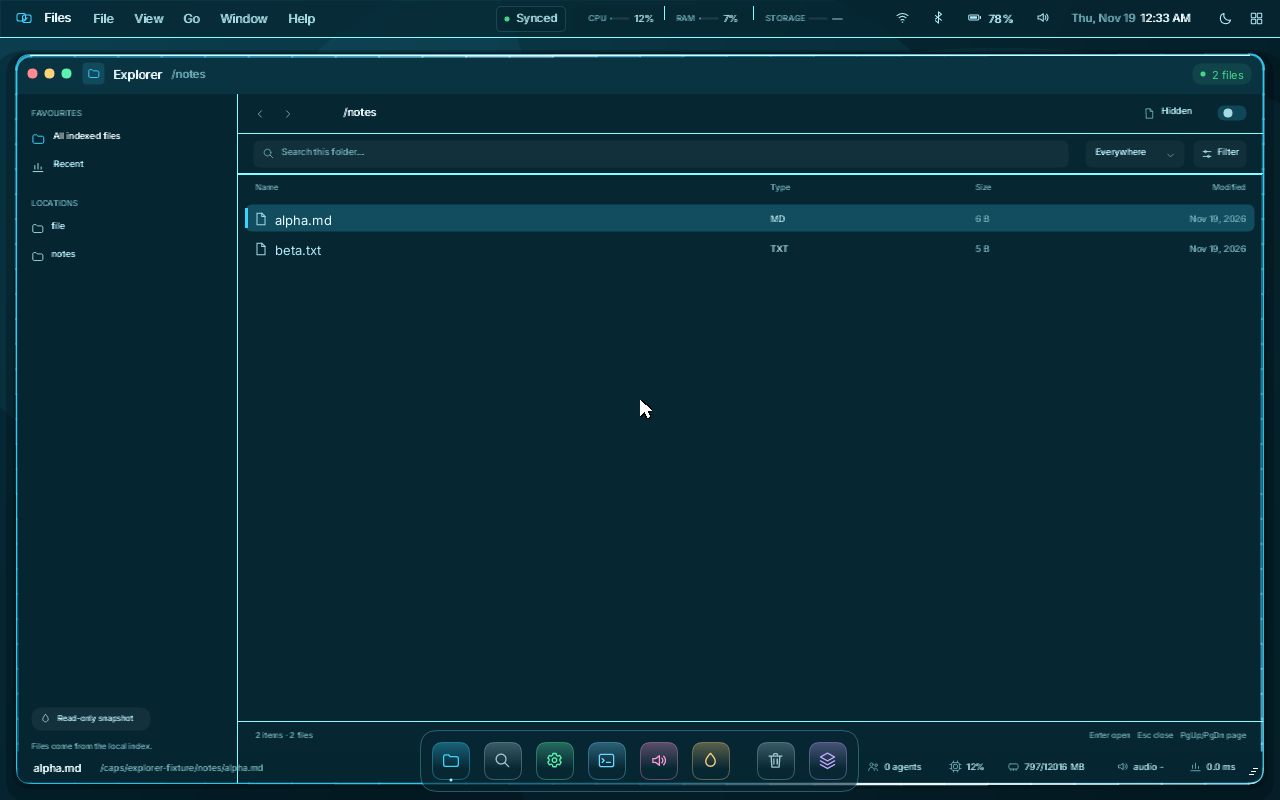 Files File View Go Window Help Synced CPU 12% RAM 7% STORAGE — 78% Thu, Nov 19 12:33 AM
Explorer /notes 2 files
FAVOURITES
All indexed files
Recent
LOCATIONS
file
notes
/notes Hidden
Search this folder... Everywhere Filter
Name Type Size Modified
alpha.md MD 6 B Nov 19, 2026
beta.txt TXT 5 B Nov 19, 2026
Read-only snapshot
Files come from the local index.
2 items · 2 files Enter open Esc close PgUp/PgDn page
alpha.md /caps/explorer-fixture/notes/alpha.md 0 agents 12% 797/12016 MB audio - 0.0 ms